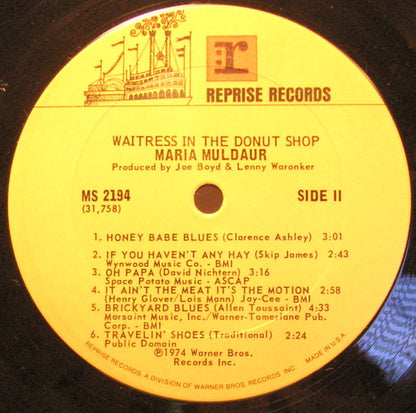 r
REPRISE RECORDS
WAITRESS IN THE DONUT SHOP
MARIA MULDAUR
Produced by Joe Boyd & Lenny Waronker
MS 2194 SIDE II
(31,758)
1. HONEY BABE BLUES (Clarence Ashley) 3:01
2. IF YOU HAVEN'T ANY HAY (Skip James) 2:43
Wynwood Music Co. - BMI
3. OH PAPA (David Nichtern) 3:16
Space Potato Music - ASCAP
4. IT AIN'T THE MEAT IT'S THE MOTION 2:58
(Henry Glover/Lois Mann) Jay-Cee - BMI
5. BRICKYARD BLUES (Allen Toussaint) 4:33
Marsaint Music, Inc./Warner-Tamerlane Pub.
Corp. - BMI
6. TRAVELIN' SHOES (Traditional) 2:24
Public Domain
℗1974 Warner Bros.
Records Inc.
REPRISE RECORDS, A DIVISION OF WARNER BROS. RECORDS INC. MADE IN U.S.A.